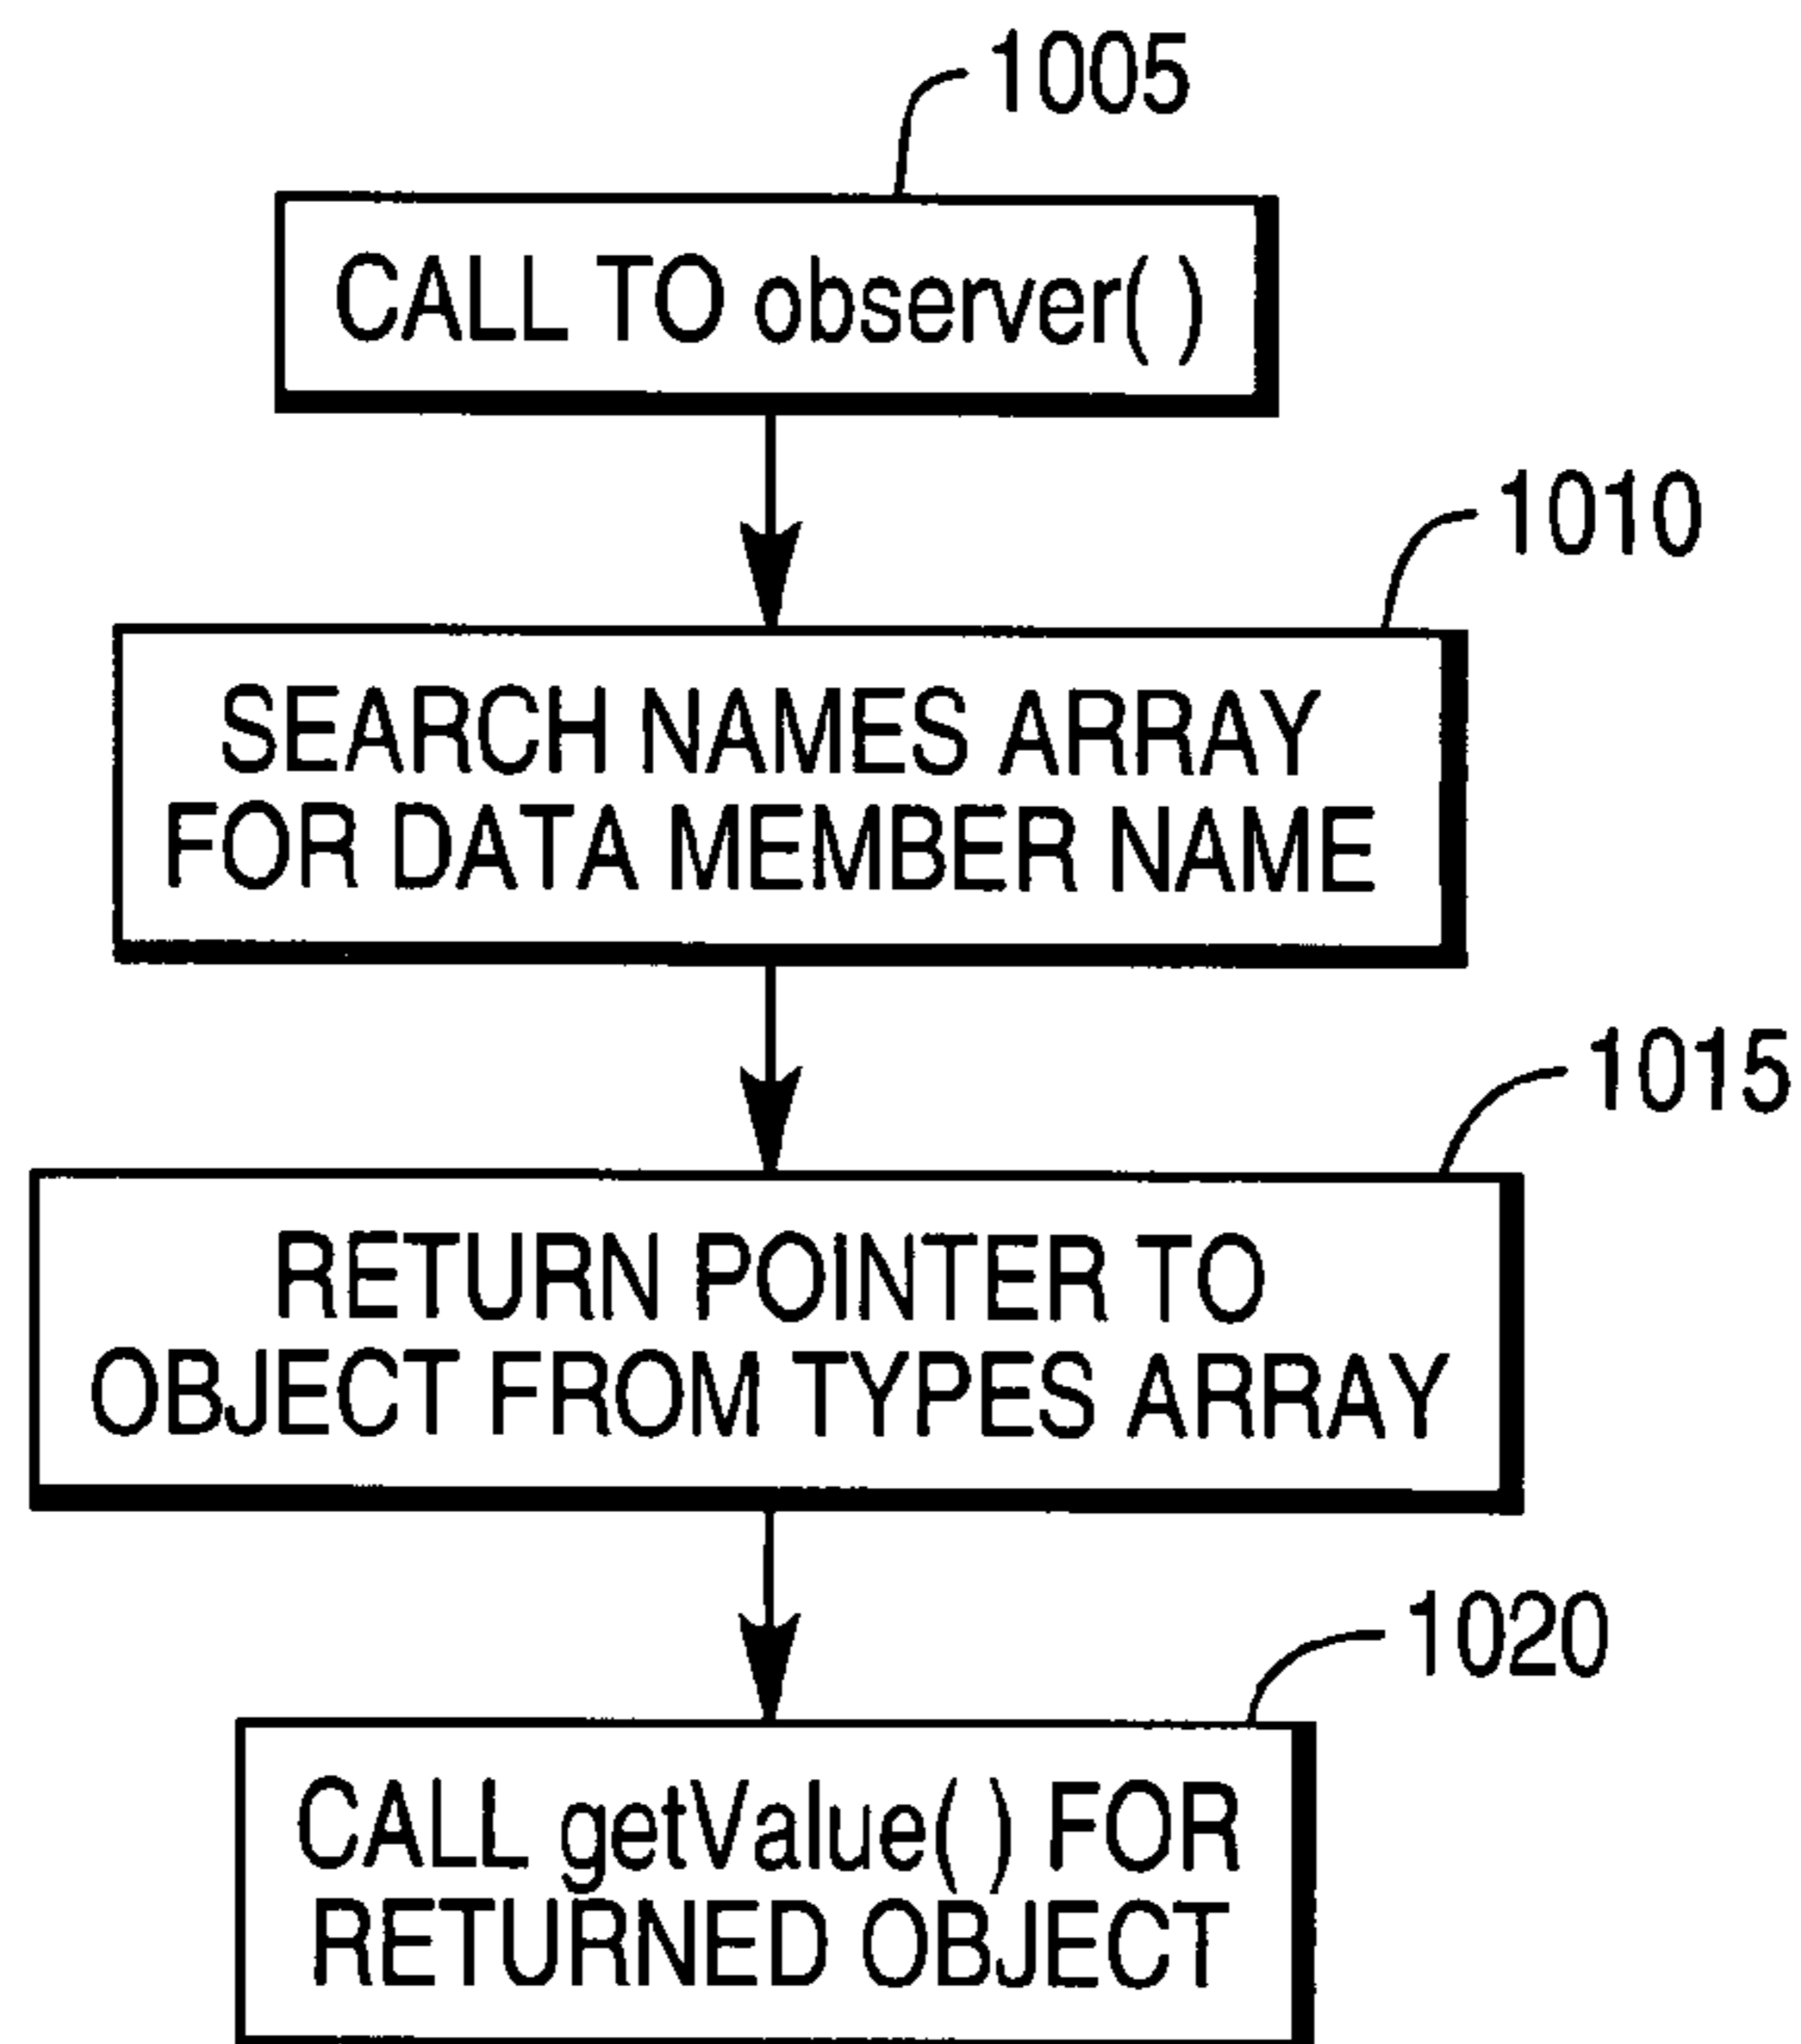 1005
CALL TO observer( )
1010
SEARCH NAMES ARRAY
FOR DATA MEMBER NAME
1015
RETURN POINTER TO
OBJECT FROM TYPES ARRAY
1020
CALL getValue( ) FOR
RETURNED OBJECT